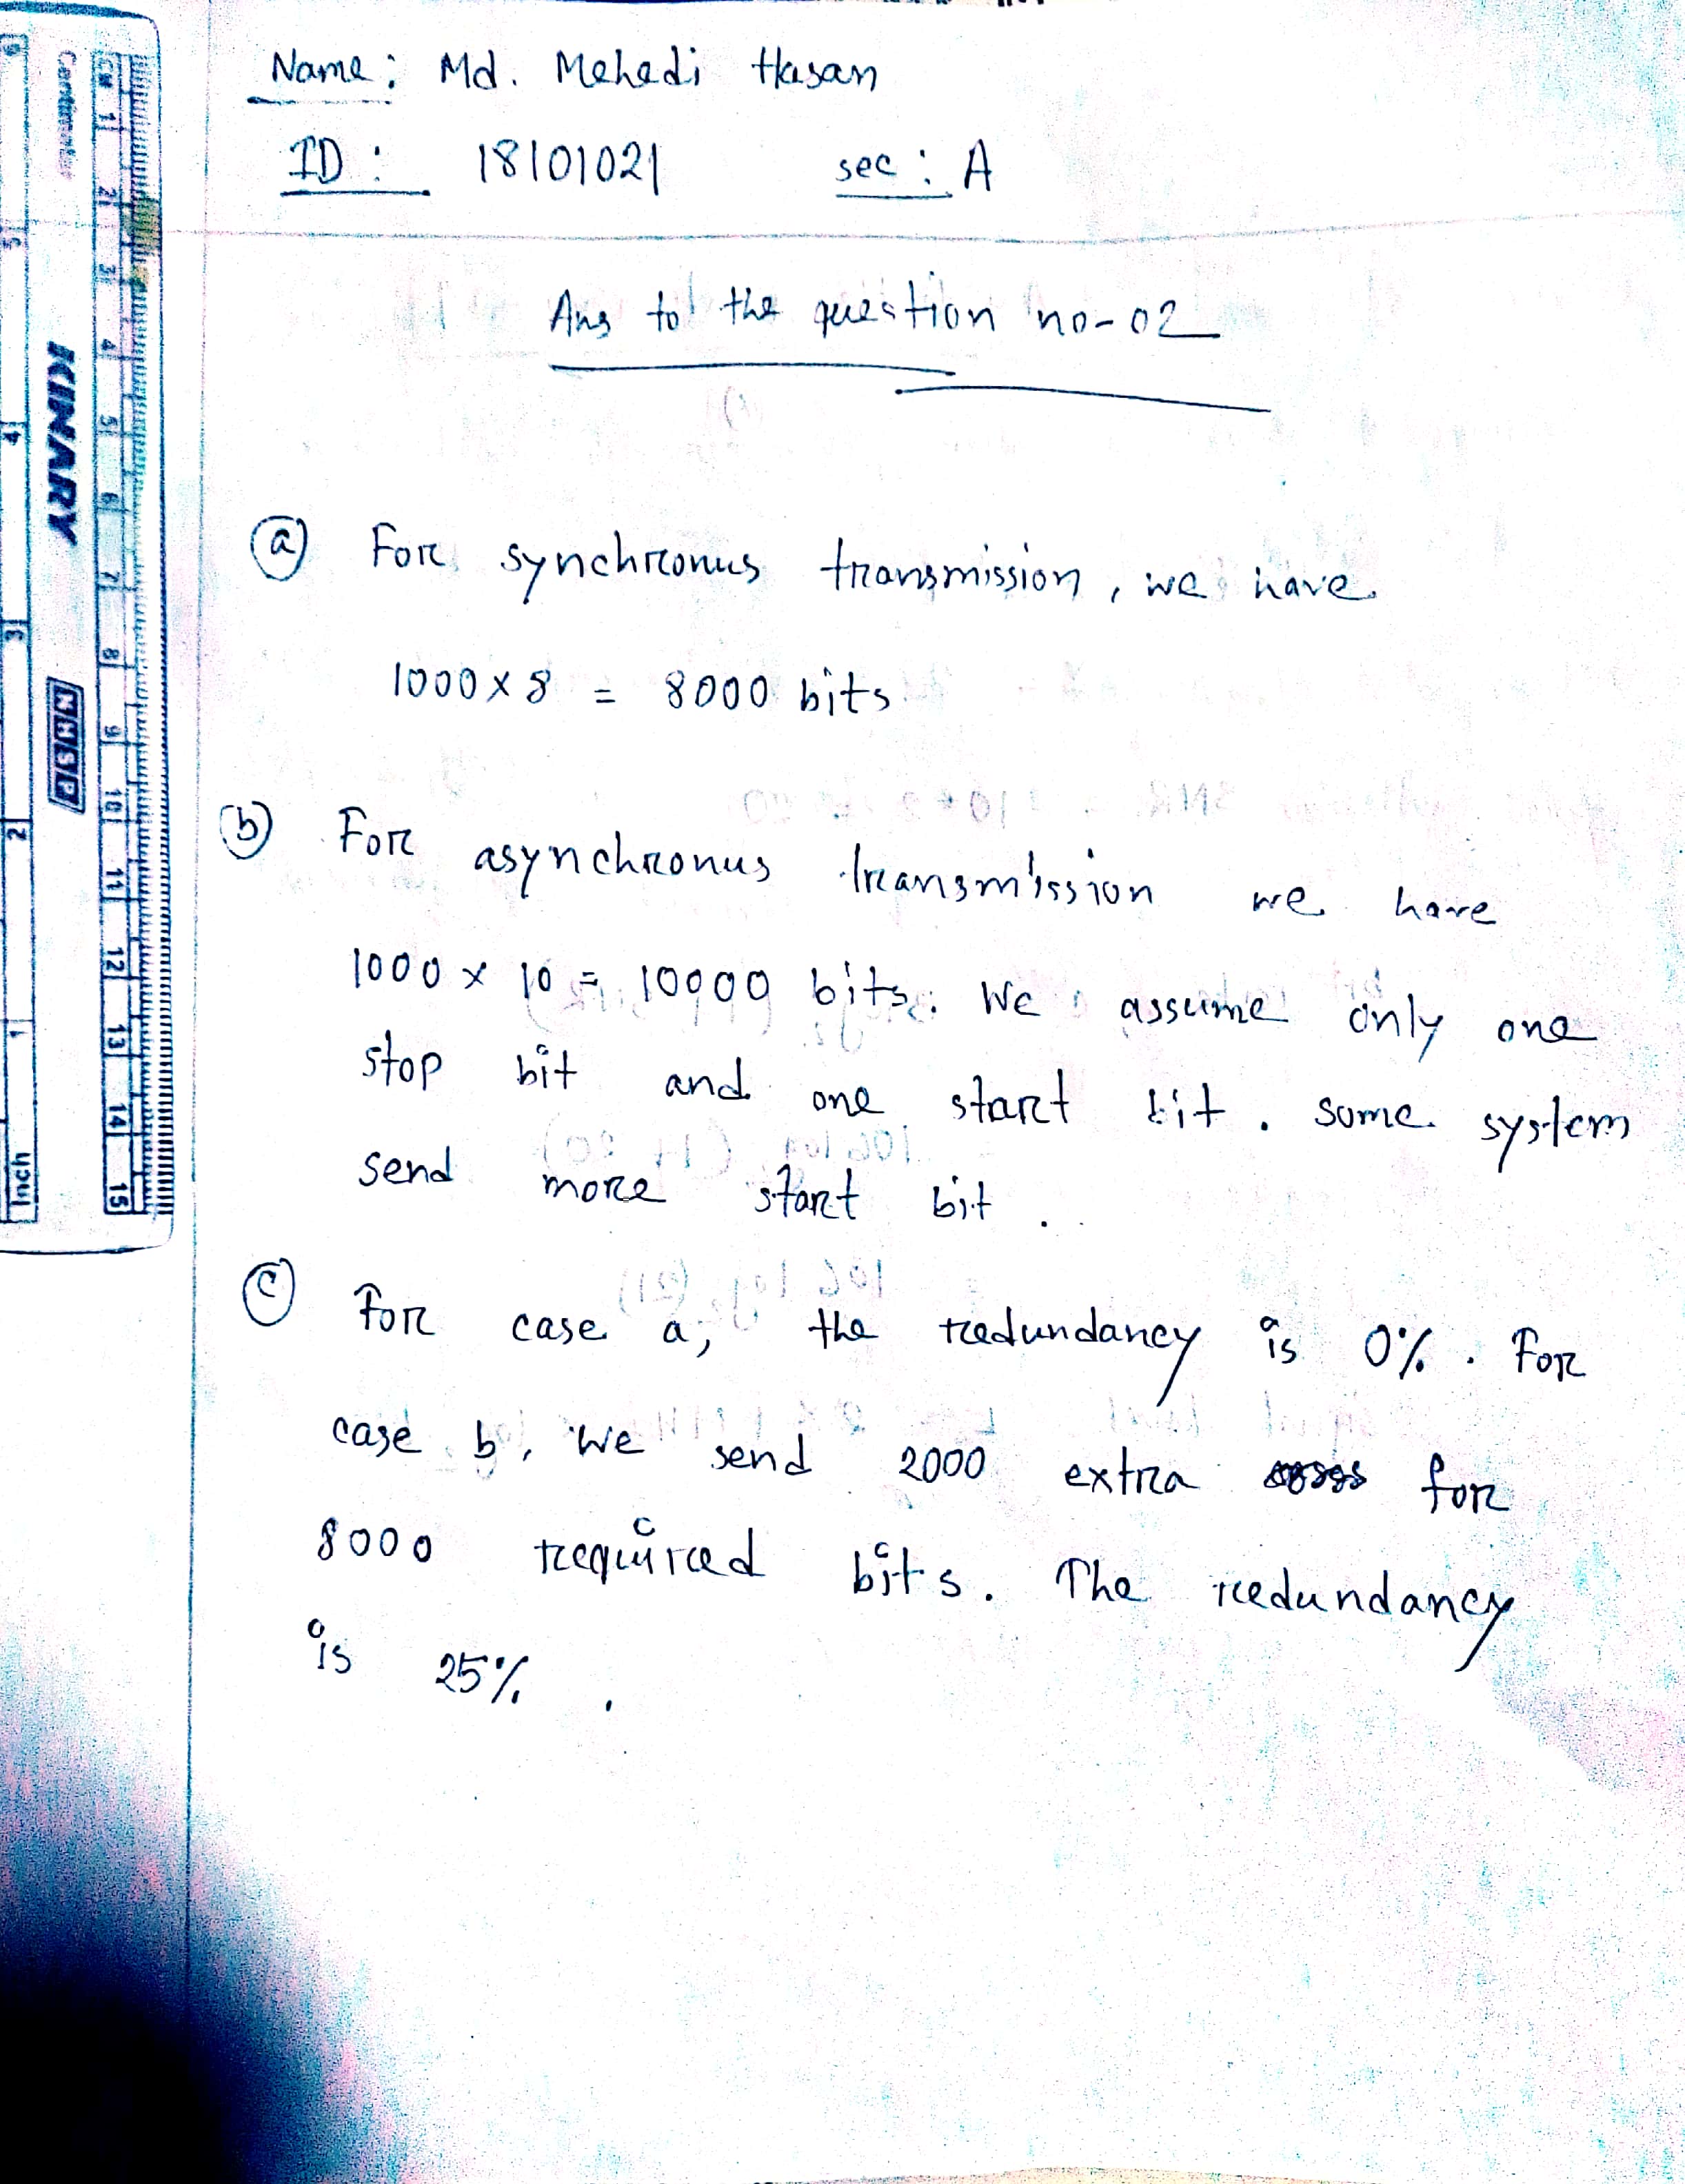 Name: Md. Mehedi Hasan
ID: 18101021 sec: A
Ans to the question no-02
(a) For synchronus transmission, we have
1000 x 8 = 8000 bits
(b) For asynchronus transmission we have
1000 x 10 = 10000 bits. We assume only one
stop bit and one start bit. some system
send more start bit.
(c) For case a, the redundancy is 0%. For
case b, we send 2000 extra for
8000 required bits. The redundancy
is 25%.
Centimeter
CM 1 2 3 4 5 6 7 8 9 10 11 12 13 14 15
KINARY
6 5 4 3 2 1 Inch